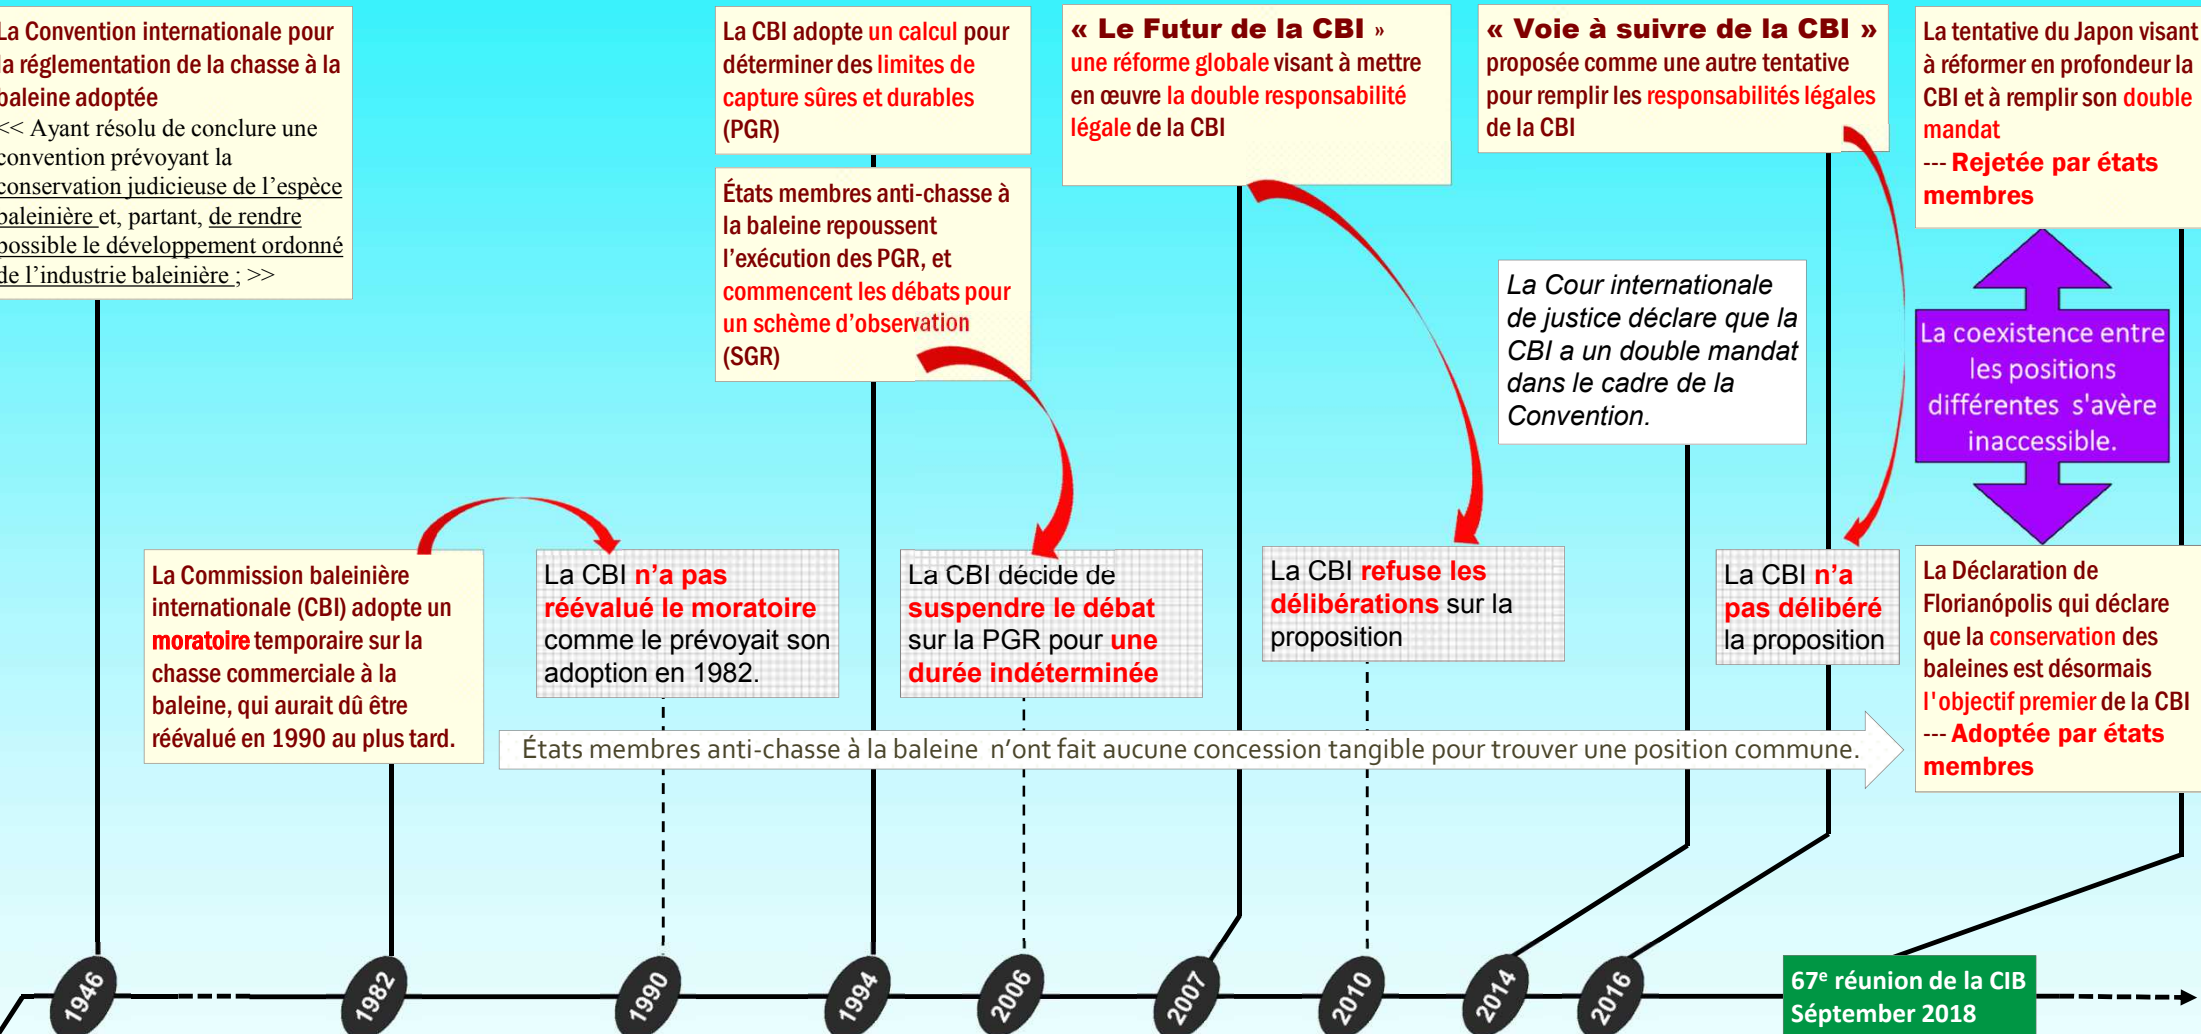 La Convention internationale pour
la réglementation de la chasse à la
baleine adoptée
<< Ayant résolu de conclure une
convention prévoyant la
conservation judicieuse de l'espèce
baleinière et, partant, de rendre
possible le développement ordonné
de l'industrie baleinière ; >>
La Commission baleinière
internationale (CBI) adopte un
moratoire temporaire sur la
chasse commerciale à la
baleine, qui aurait dû être
réévalué en 1990 au plus tard.
La CBI n'a pas
réévalué le moratoire
comme le prévoyait son
adoption en 1982.
La CBI adopte un calcul pour
déterminer des limites de
capture sûres et durables
(PGR)
États membres anti-chasse à
la baleine repoussent
l'exécution des PGR, et
commencent les débats pour
un schème d'observation
(SGR)
La CBI décide de
suspendre le débat
sur la PGR pour une
durée indéterminée
« Le Futur de la CBI »
une réforme globale visant à mettre
en œuvre la double responsabilité
légale de la CBI
La CBI refuse les
délibérations sur la
proposition
« Voie à suivre de la CBI »
proposée comme une autre tentative
pour remplir les responsabilités légales
de la CBI
La Cour internationale
de justice déclare que la
CBI a un double mandat
dans le cadre de la
Convention.
La CBI n'a
pas délibéré
la proposition
La tentative du Japon visant
à réformer en profondeur la
CBI et à remplir son double
mandat
--- Rejetée par états
membres
La coexistence entre
les positions
différentes s'avère
inaccessible.
La Déclaration de
Florianópolis qui déclare
que la conservation des
baleines est désormais
l'objectif premier de la CBI
--- Adoptée par états
membres
États membres anti-chasse à la baleine n'ont fait aucune concession tangible pour trouver une position commune.
1946
1982
1990
1994
2006
2007
2010
2014
2016
67e réunion de la CIB
Séptember 2018